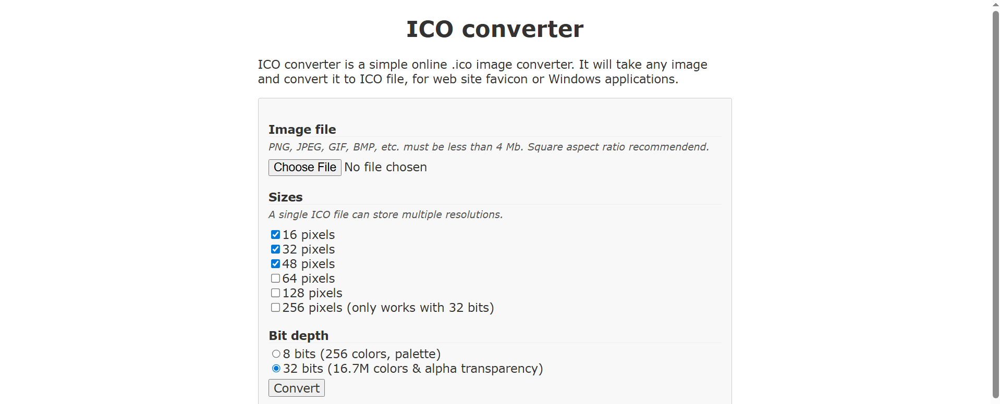 ICO converter
ICO converter is a simple online .ico image converter. It will take any image
and convert it to ICO file, for web site favicon or Windows applications.
Image file
PNG, JPEG, GIF, BMP, etc. must be less than 4 Mb. Square aspect ratio recommendend.
Choose File No file chosen
Sizes
A single ICO file can store multiple resolutions.
16 pixels
32 pixels
48 pixels
64 pixels
128 pixels
256 pixels (only works with 32 bits)
Bit depth
8 bits (256 colors, palette)
32 bits (16.7M colors & alpha transparency)
Convert